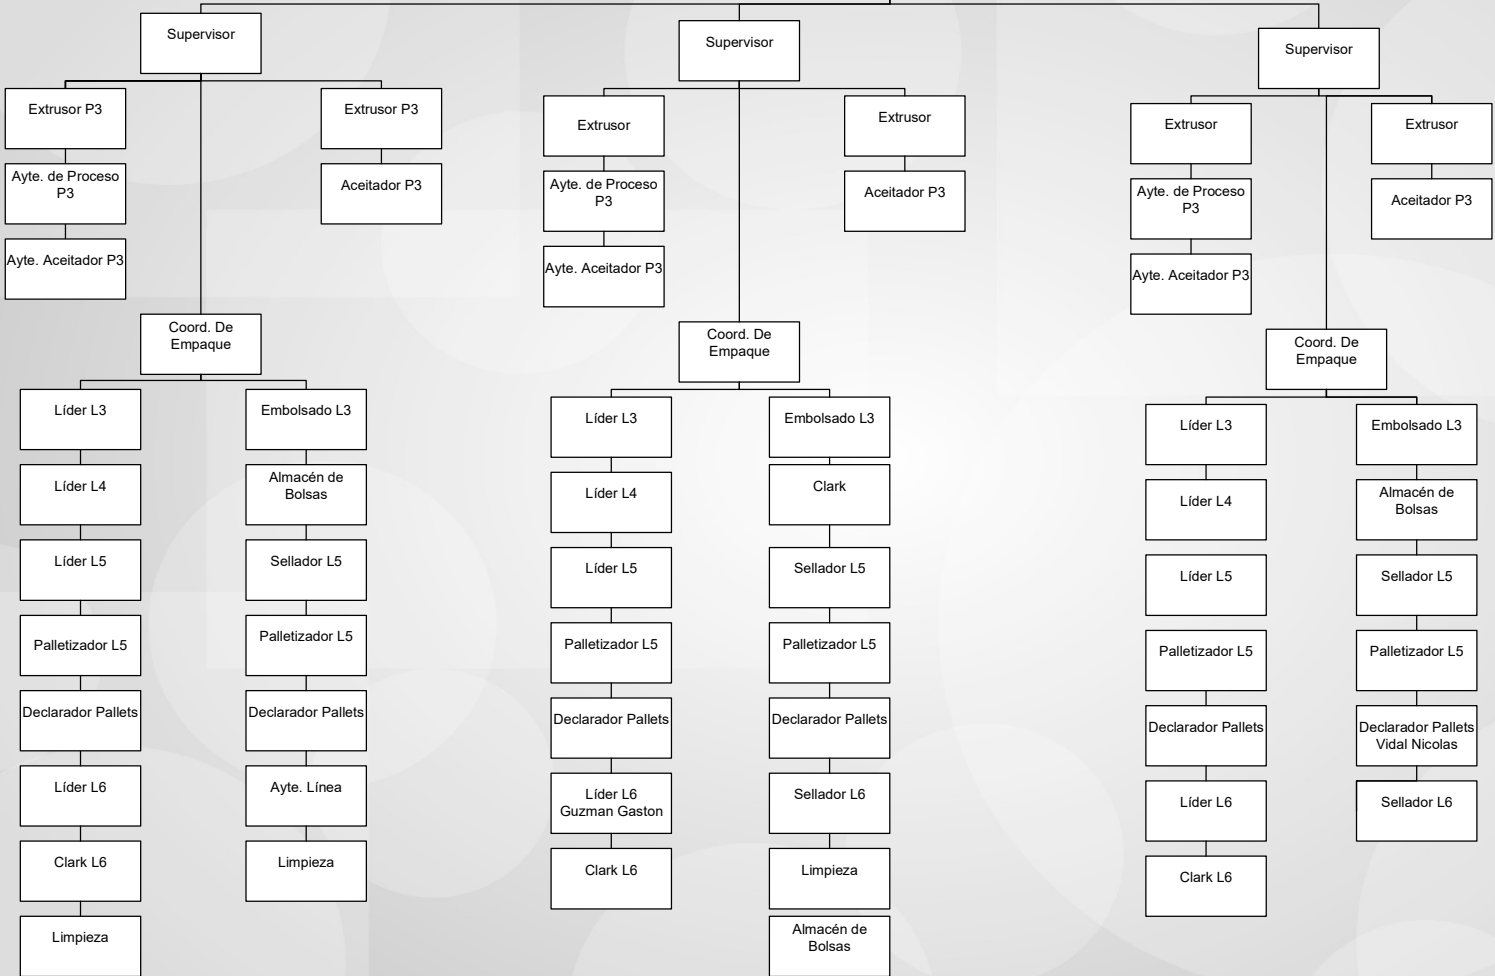 Supervisor
Extrusor P3
Ayte. de Proceso
P3
Ayte. Aceitador P3
Extrusor P3
Aceitador P3
Coord. De
Empaque
Líder L3
Líder L4
Líder L5
Palletizador L5
Declarador Pallets
Líder L6
Clark L6
Limpieza
Embolsado L3
Almacén de
Bolsas
Sellador L5
Palletizador L5
Declarador Pallets
Ayte. Línea
Limpieza
Supervisor
Extrusor
Ayte. de Proceso
P3
Ayte. Aceitador P3
Extrusor
Aceitador P3
Coord. De
Empaque
Líder L3
Líder L4
Líder L5
Palletizador L5
Declarador Pallets
Líder L6
Guzman Gaston
Clark L6
Embolsado L3
Clark
Sellador L5
Palletizador L5
Declarador Pallets
Sellador L6
Limpieza
Almacén de
Bolsas
Supervisor
Extrusor
Ayte. de Proceso
P3
Ayte. Aceitador P3
Extrusor
Aceitador P3
Coord. De
Empaque
Líder L3
Líder L4
Líder L5
Palletizador L5
Declarador Pallets
Líder L6
Clark L6
Embolsado L3
Almacén de
Bolsas
Sellador L5
Palletizador L5
Declarador Pallets
Vidal Nicolas
Sellador L6